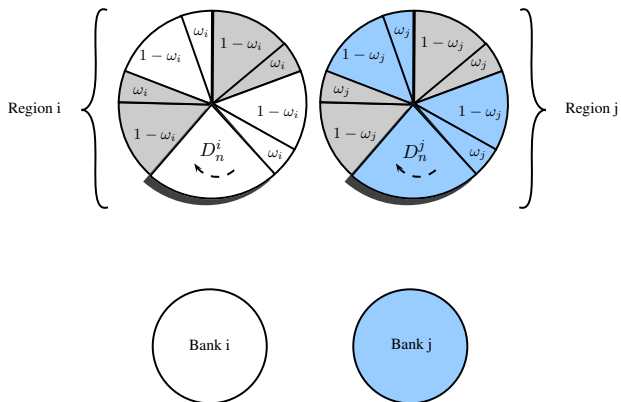 ω_i
1 − ω_i
1 − ω_i
ω_i
ω_i
1 − ω_i
1 − ω_i
ω_i
D_n^i
ω_j
1 − ω_j
1 − ω_j
ω_j
ω_j
1 − ω_j
1 − ω_j
ω_j
D_n^j
Region i
Region j
Bank i
Bank j